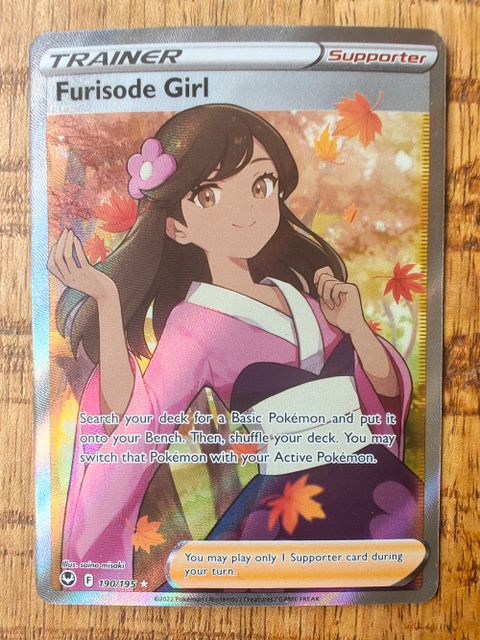 TRAINER Supporter
Furisode Girl
Search your deck for a Basic Pokémon and put it
onto your Bench. Then, shuffle your deck. You may
switch that Pokémon with your Active Pokémon.
Illus. saino misaki
You may play only 1 Supporter card during
your turn.
F 190/195 ★
©2022 Pokémon / Nintendo / Creatures / GAME FREAK